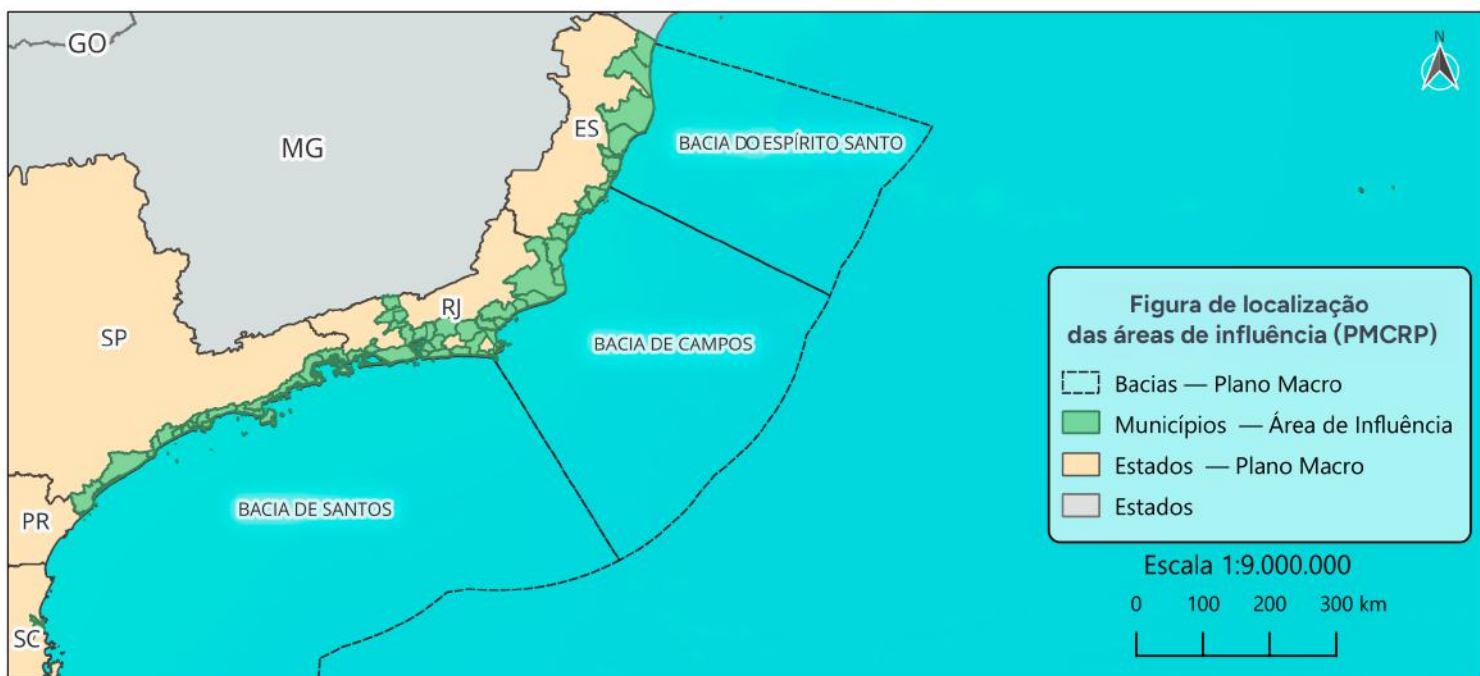 GO
N
MG
ES
BACIA DO ESPÍRITO SANTO
RJ
SP
BACIA DE CAMPOS
BACIA DE SANTOS
PR
SC
Figura de localização
das áreas de influência (PMCRP)
Bacias — Plano Macro
Municípios — Área de Influência
Estados — Plano Macro
Estados
Escala 1:9.000.000
0 100 200 300 km